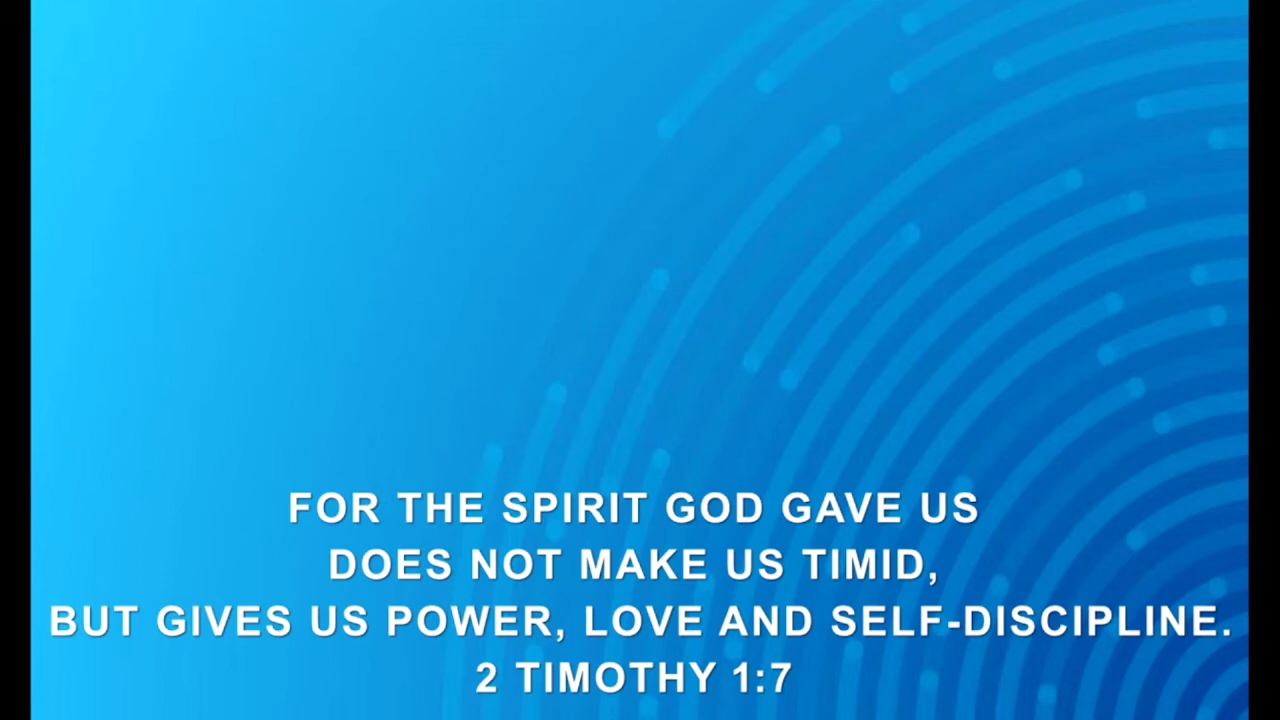 FOR THE SPIRIT GOD GAVE US
DOES NOT MAKE US TIMID,
BUT GIVES US POWER, LOVE AND SELF-DISCIPLINE.
2 TIMOTHY 1:7